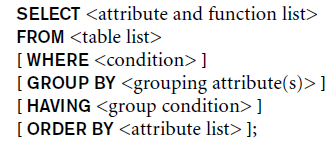 SELECT <attribute and function list>
FROM <table list>
[ WHERE <condition> ]
[ GROUP BY <grouping attribute(s)> ]
[ HAVING <group condition> ]
[ ORDER BY <attribute list> ];